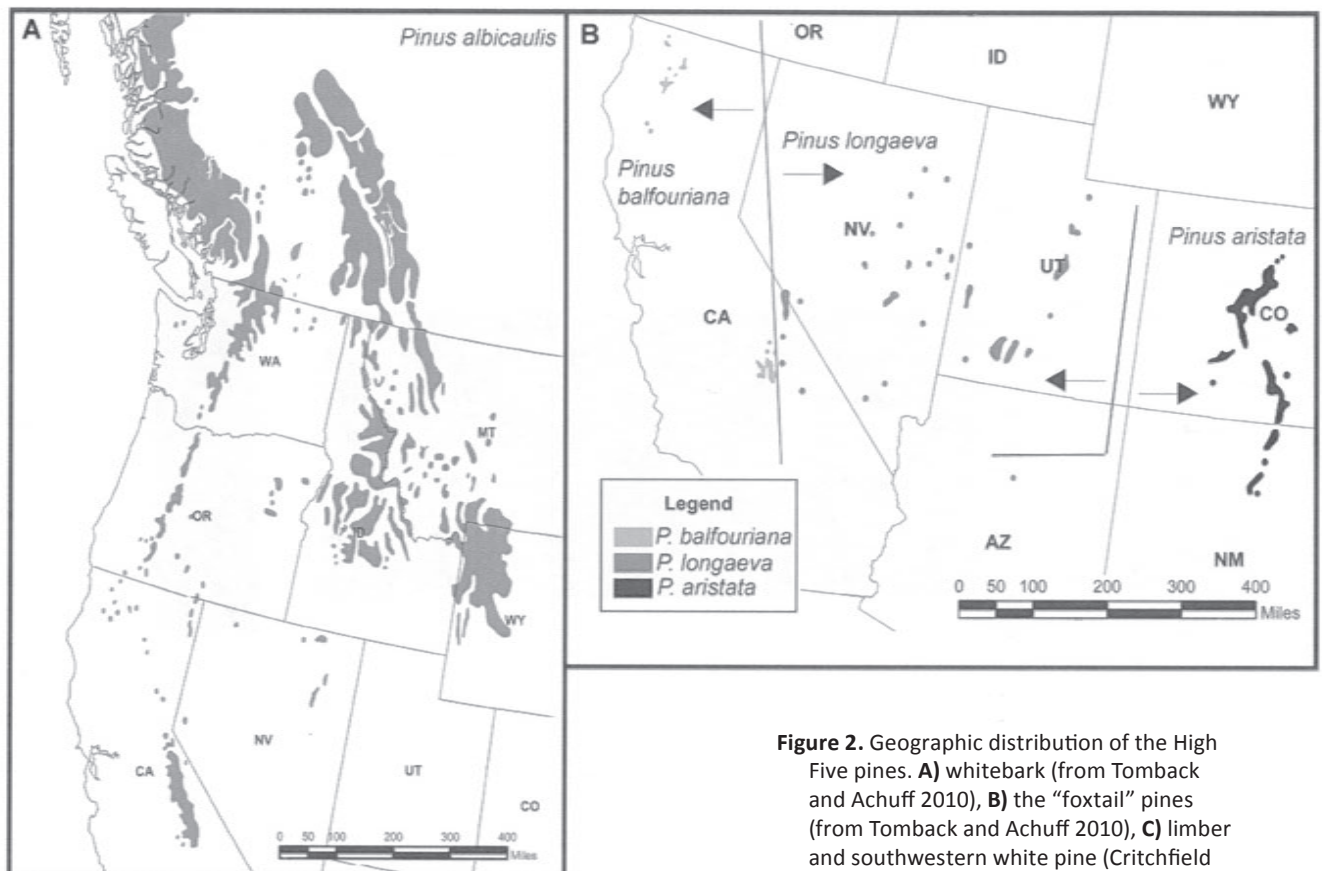 A
Pinus albicaulis
WA
MT
OR
ID
WY
NV
CA
UT
CO
0 50 100 200 300 400
Miles
B
OR
ID
WY
Pinus longaeva
Pinus
balfouriana
Pinus aristata
NV
UT
CO
CA
Legend
P. balfouriana
P. longaeva
P. aristata
AZ
NM
0 50 100 200 300 400
Miles
Figure 2. Geographic distribution of the High
Five pines. A) whitebark (from Tomback
and Achuff 2010), B) the “foxtail” pines
(from Tomback and Achuff 2010), C) limber
and southwestern white pine (Critchfield